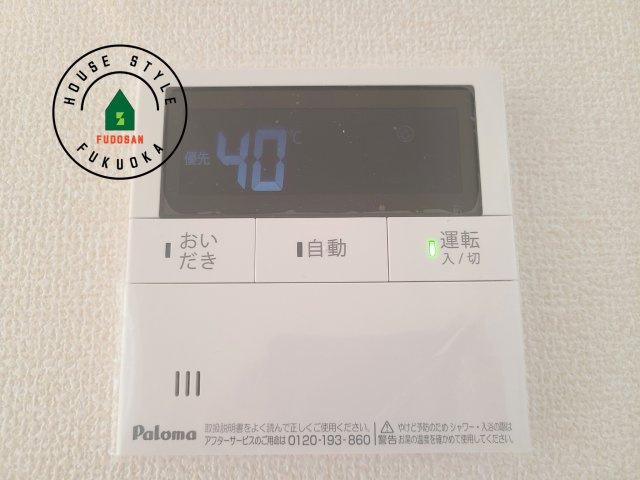 HOUSE STYLE
FUDOSAN
FUKUOKA
優先 40℃
おい
だき
自動
運転
入/切
Paloma
取扱説明書をよく読んで正しくご使用ください。
アフターサービスのご用命は 0120-193-860
⚠ やけど予防のため シャワー・入浴の際は
警告 お湯の温度を確かめて使用してください。